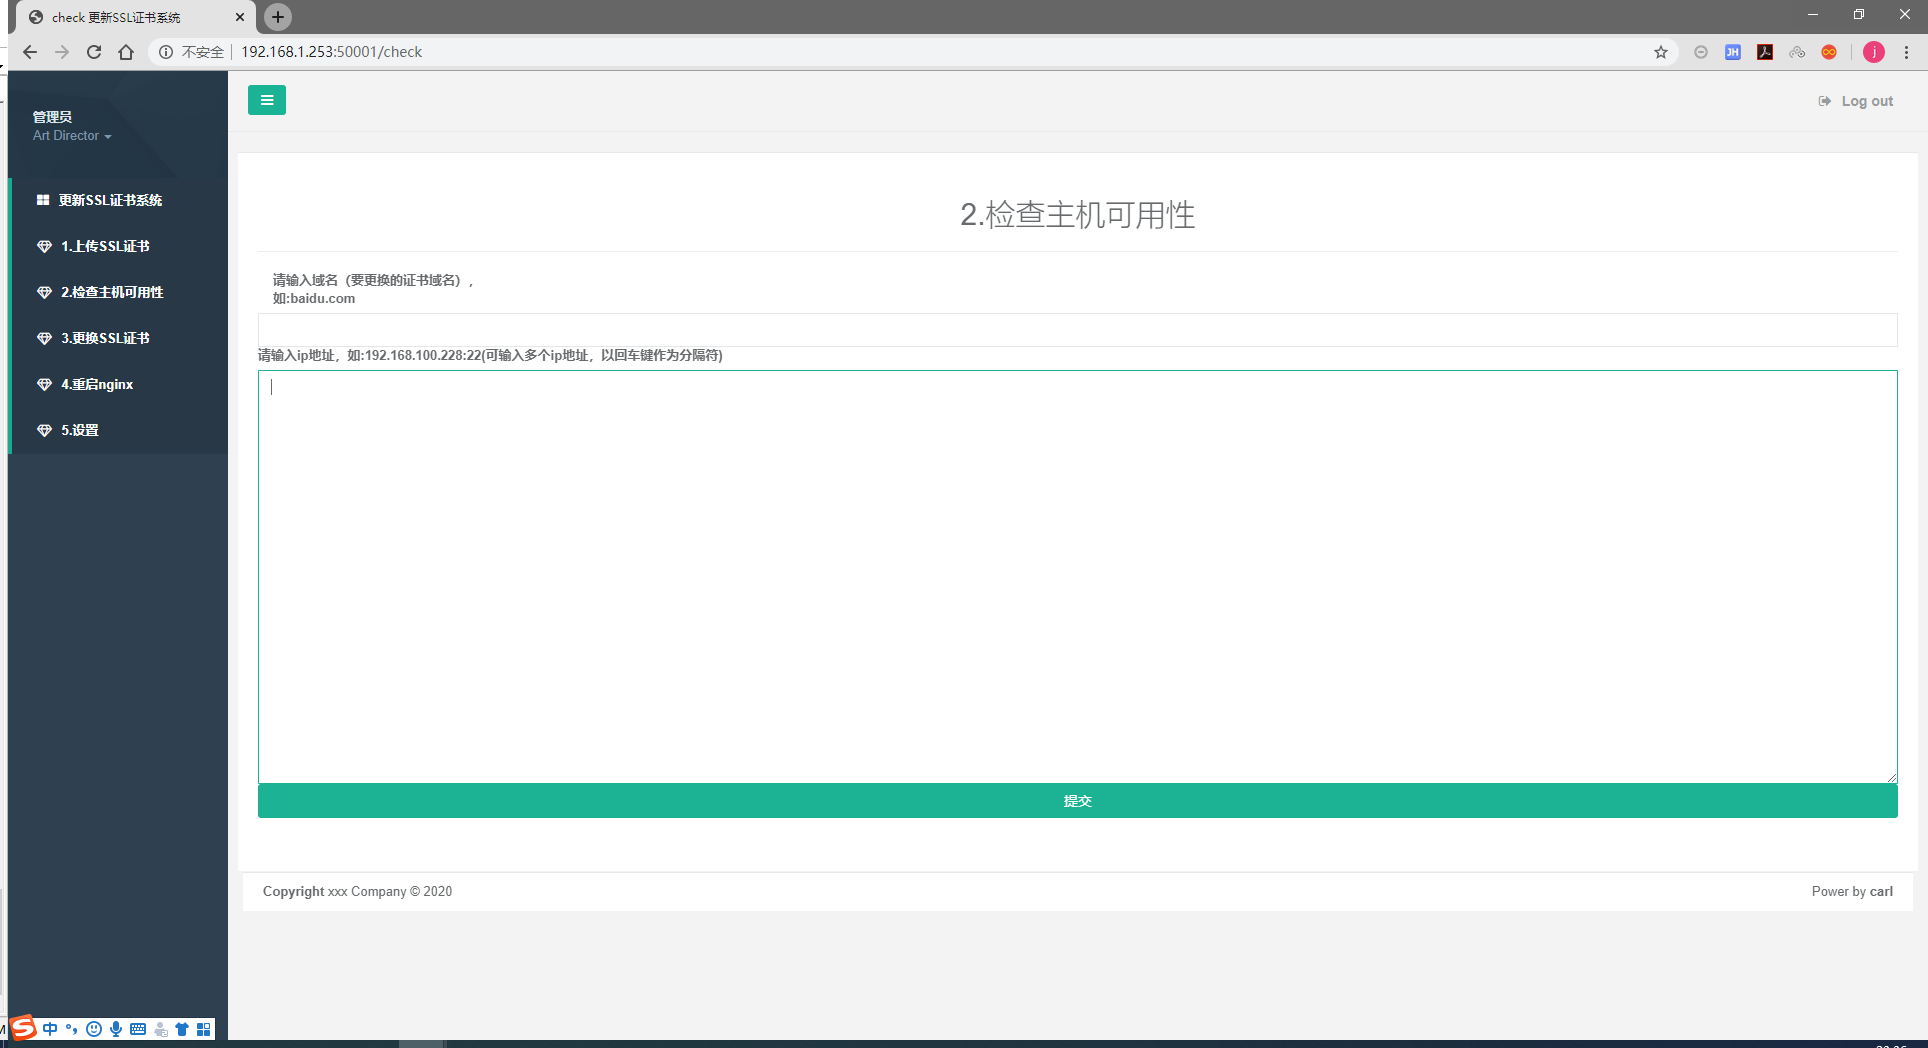 check 更新SSL证书系统
不安全
192.168.1.253:50001/check
JH
j
管理员
Art Director
更新SSL证书系统
1.上传SSL证书
2.检查主机可用性
3.更换SSL证书
4.重启nginx
5.设置
Log out
2.检查主机可用性
请输入域名（要更换的证书域名），
如:baidu.com
请输入ip地址，如:192.168.100.228:22(可输入多个ip地址，以回车键作为分隔符)
提交
Copyright xxx Company © 2020
Power by carl
S 中